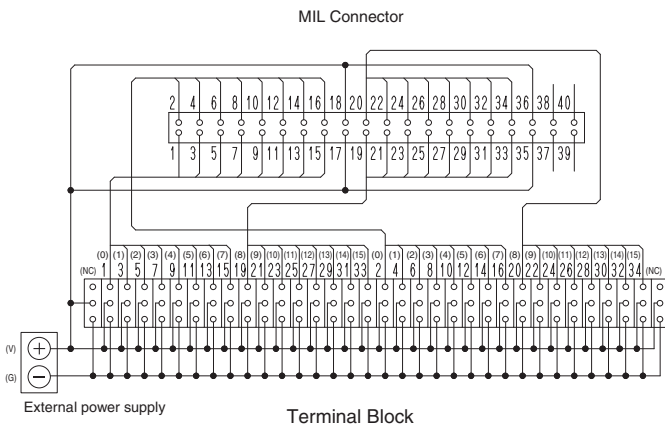 MIL Connector
2 4 6 8 10 12 14 16 18 20 22 24 26 28 30 32 34 36 38 40
1 3 5 7 9 11 13 15 17 19 21 23 25 27 29 31 33 35 37 39
(0) (1) (2) (3) (4) (5) (6) (7) (8) (9) (10) (11) (12) (13) (14) (15) (0) (1) (2) (3) (4) (5) (6) (7) (8) (9) (10) (11) (12) (13) (14) (15)
(NC) 1 3 5 7 9 11 13 15 19 21 23 25 27 29 31 33 2 4 6 8 10 12 14 16 20 22 24 26 28 30 32 34 (NC)
(V) +
(G) −
External power supply
Terminal Block